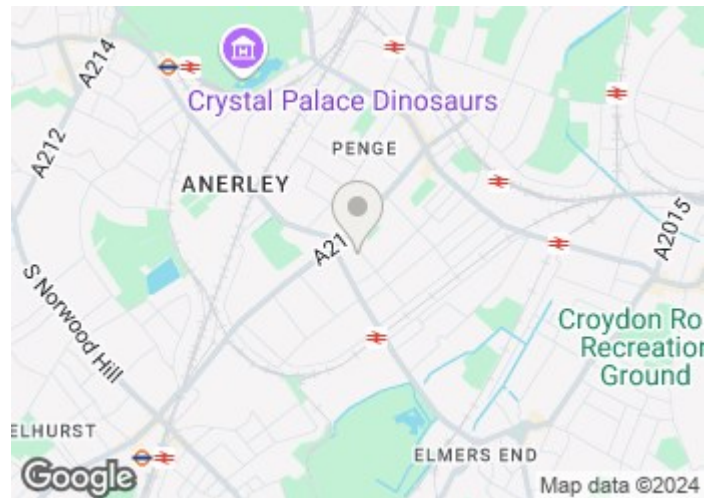 A214
Crystal Palace Dinosaurs
A212
PENGE
ANERLEY
A21
A2015
S Norwood Hill
Croydon Ro
Recreation
Ground
ELHURST
ELMERS END
Google
Map data ©2024